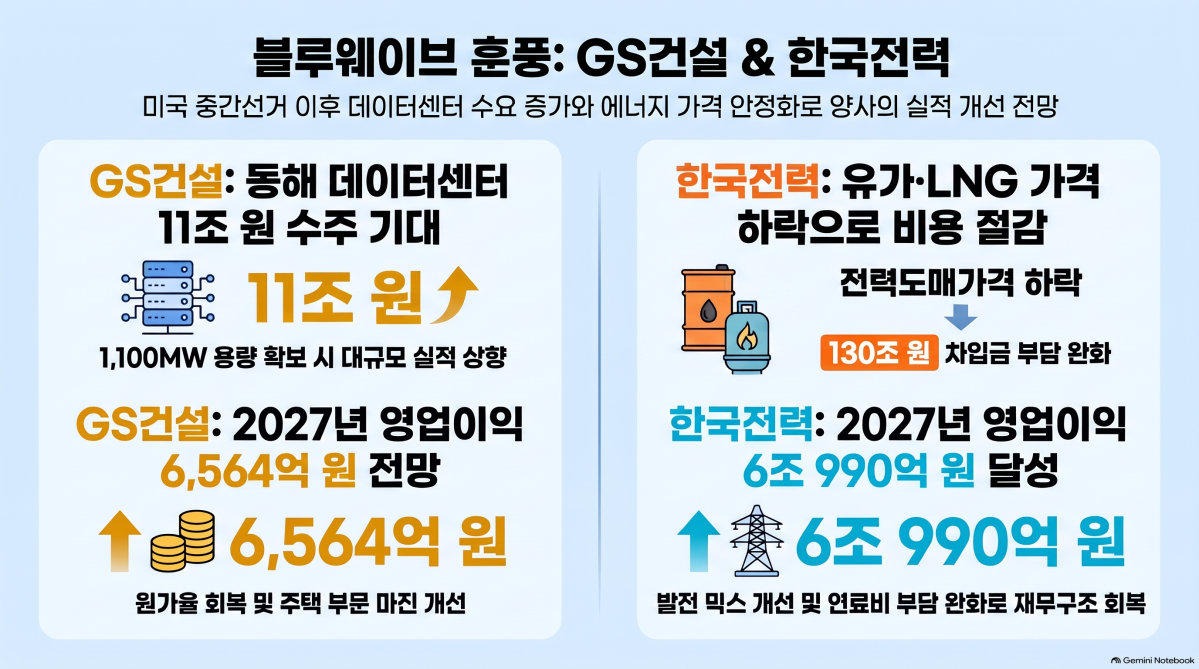 블루웨이브 훈풍: GS건설 & 한국전력
미국 중간선거 이후 데이터센터 수요 증가와 에너지 가격 안정화로 양사의 실적 개선 전망
GS건설: 동해 데이터센터
11조 원 수주 기대
11조 원
1,100MW 용량 확보 시 대규모 실적 상향
GS건설: 2027년 영업이익
6,564억 원 전망
6,564억 원
원가율 회복 및 주택 부문 마진 개선
한국전력: 유가·LNG 가격
하락으로 비용 절감
전력도매가격 하락
130조 원 차입금 부담 완화
한국전력: 2027년 영업이익
6조 990억 원 달성
6조 990억 원
발전 믹스 개선 및 연료비 부담 완화로 재무구조 회복
Gemini Notebook